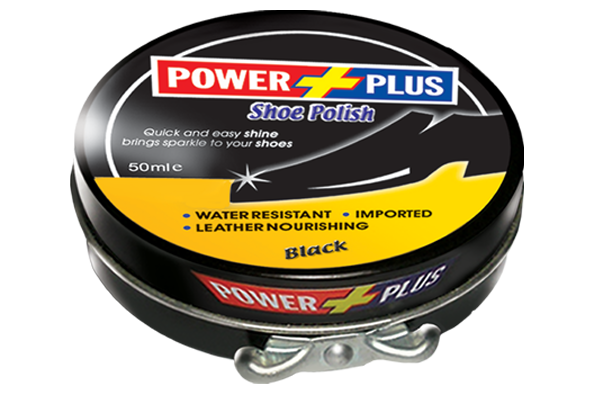 POWER PLUS
Shoe Polish
Quick and easy shine
brings sparkle to your shoes
50ml e
• WATER RESISTANT • IMPORTED
• LEATHER NOURISHING
Black
POWER PLUS